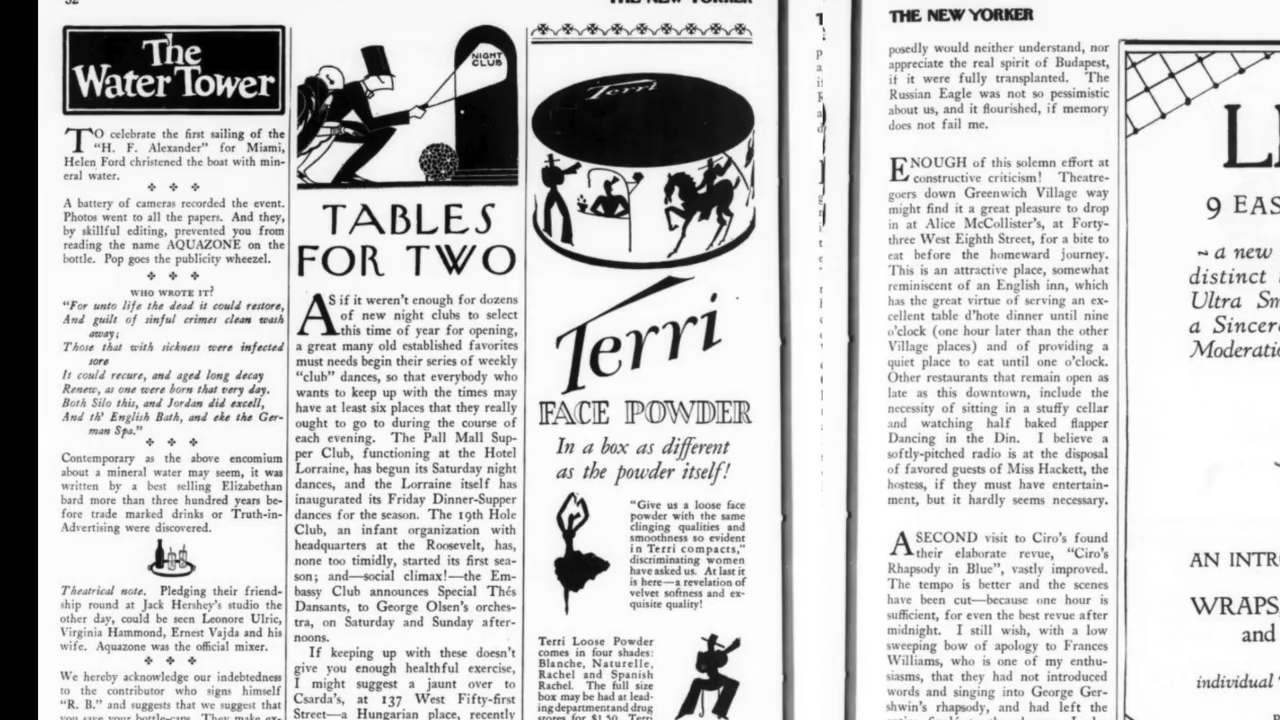 32
THE NEW YORKER
The
Water Tower
TO celebrate the first sailing of the
"H. F. Alexander" for Miami,
Helen Ford christened the boat with min-
eral water.
A battery of cameras recorded the event.
Photos went to all the papers. And they,
by skillful editing, prevented you from
reading the name AQUAZONE on the
bottle. Pop goes the publicity wheezel.
WHO WROTE IT?
"For unto life the dead it could restore,
And guilt of sinful crimes clean wash
away;
Those that with sickness were infected
sore
It could recure, and aged long decay
Renew, as one were born that very day.
Both Silo this, and Jordan did excell,
And th' English Bath, and eke the Ger-
man Spa."
Contemporary as the above encomium
about a mineral water may seem, it was
written by a best selling Elizabethan
bard more than three hundred years be-
fore trade marked drinks or Truth-in-
Advertising were discovered.
Theatrical note. Pledging their friend-
ship round at Jack Hershey's studio the
other day, could be seen Leonore Ulric,
Virginia Hammond, Ernest Vajda and his
wife. Aquazone was the official mixer.
We hereby acknowledge our indebtedness
to the contributor who signs himself
"R. B." and suggests that we suggest that
you save your bottle-caps. They make ex-
NIGHT
CLUB
TABLES
FOR TWO
AS if it weren't enough for dozens
of new night clubs to select
this time of year for opening,
a great many old established favorites
must needs begin their series of weekly
"club" dances, so that everybody who
wants to keep up with the times may
have at least six places that they really
ought to go to during the course of
each evening. The Pall Mall Sup-
per Club, functioning at the Hotel
Lorraine, has begun its Saturday night
dances, and the Lorraine itself has
inaugurated its Friday Dinner-Supper
dances for the season. The 19th Hole
Club, an infant organization with
headquarters at the Roosevelt, has,
none too timidly, started its first sea-
son; and—social climax!—the Em-
bassy Club announces Special Thés
Dansants, to George Olsen's orches-
tra, on Saturday and Sunday after-
noons.
If keeping up with these doesn't
give you enough healthful exercise,
I might suggest a jaunt over to
Csarda's, at 137 West Fifty-first
Street—a Hungarian place, recently
Terri
Terri
FACE POWDER
In a box as different
as the powder itself!
"Give us a loose face
powder with the same
clinging qualities and
smoothness so evident
in Terri compacts,"
discriminating women
have asked us. At last it
is here—a revelation of
velvet softness and ex-
quisite quality!
Terri Loose Powder
comes in four shades:
Blanche, Naturelle,
Rachel and Spanish
Rachel. The full size
box may be had at lead-
ing department and drug
stores for $1.50. Terri
THE NEW YORKER
posedly would neither understand, nor
appreciate the real spirit of Budapest,
if it were fully transplanted. The
Russian Eagle was not so pessimistic
about us, and it flourished, if memory
does not fail me.
ENOUGH of this solemn effort at
constructive criticism! Theatre-
goers down Greenwich Village way
might find it a great pleasure to drop
in at Alice McCollister's, at Forty-
three West Eighth Street, for a bite to
eat before the homeward journey.
This is an attractive place, somewhat
reminiscent of an English inn, which
has the great virtue of serving an ex-
cellent table d'hote dinner until nine
o'clock (one hour later than the other
Village places) and of providing a
quiet place to eat until one o'clock.
Other restaurants that remain open as
late as this downtown, include the
necessity of sitting in a stuffy cellar
and watching half baked flapper
Dancing in the Din. I believe a
softly-pitched radio is at the disposal
of favored guests of Miss Hackett, the
hostess, if they must have entertain-
ment, but it hardly seems necessary.
A SECOND visit to Ciro's found
their elaborate revue, "Ciro's
Rhapsody in Blue", vastly improved.
The tempo is better and the scenes
have been cut—because one hour is
sufficient, for even the best revue after
midnight. I still wish, with a low
sweeping bow of apology to Frances
Williams, who is one of my enthu-
siasms, that they had not introduced
words and singing into George Ger-
shwin's rhapsody, and had left the
9 EAS
a new
distinct
Ultra Sm
a Sincer
Moderati
AN INTR
WRAPS
and
individual